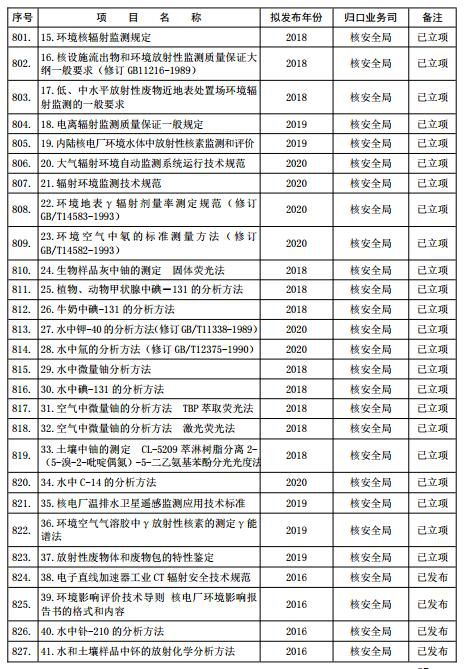 序号 项 目 名 称 拟发布年份 归口业务司 备注
801. 15.环境核辐射监测规定 2018 核安全局 已立项
802. 16.核设施流出物和环境放射性监测质量保证大
纲一般要求（修订 GB11216-1989） 2018 核安全局 已立项
803. 17.低、中水平放射性废物近地表处置场环境辐
射监测的一般要求 2018 核安全局 已立项
804. 18.电离辐射监测质量保证一般规定 2019 核安全局 已立项
805. 19.内陆核电厂环境水体中放射性核素监测和评价 2019 核安全局 已立项
806. 20.大气辐射环境自动监测系统运行技术规范 2020 核安全局 已立项
807. 21.辐射环境监测技术规范 2020 核安全局 已立项
808. 22.环境地表γ辐射剂量率测定规范（修订
GB/T14583-1993） 2020 核安全局 已立项
809. 23.环境空气中氡的标准测量方法（修订
GB/T14582-1993） 2020 核安全局 已立项
810. 24.生物样品灰中铀的测定 固体荧光法 2018 核安全局 已立项
811. 25.植物、动物甲状腺中碘—131 的分析方法 2018 核安全局 已立项
812. 26.牛奶中碘-131 的分析方法 2018 核安全局 已立项
813. 27.水中钾-40 的分析方法(修订 GB/T11338-1989) 2020 核安全局 已立项
814. 28.水中氚的分析方法（修订 GB/T12375-1990） 2020 核安全局 已立项
815. 29.水中微量铀分析方法 2018 核安全局 已立项
816. 30.水中碘-131 的分析方法 2018 核安全局 已立项
817. 31.空气中微量铀的分析方法 TBP 萃取荧光法 2018 核安全局 已立项
818. 32.空气中微量铀的分析方法 激光荧光法 2018 核安全局 已立项
819. 33.土壤中铀的测定 CL-5209 萃淋树脂分离 2-
（5-溴-2-吡啶偶氮）-5-二乙氨基苯酚分光光度法 2018 核安全局 已立项
820. 34.水中 C-14 的分析方法 2020 核安全局 已立项
821. 35.核电厂温排水卫星遥感监测应用技术标准 2019 核安全局 已立项
822. 36.环境空气气溶胶中γ放射性核素的测定γ能
谱法 2019 核安全局 已立项
823. 37.放射性废物体和废物包的特性鉴定 2019 核安全局 已立项
824. 38.电子直线加速器工业 CT 辐射安全技术规范 2016 核安全局 已发布
825. 39.环境影响评价技术导则 核电厂环境影响报
告书的格式和内容 2016 核安全局 已发布
826. 40.水中钋-210 的分析方法 2016 核安全局 已发布
827. 41.水和土壤样品中钚的放射化学分析方法 2016 核安全局 已发布